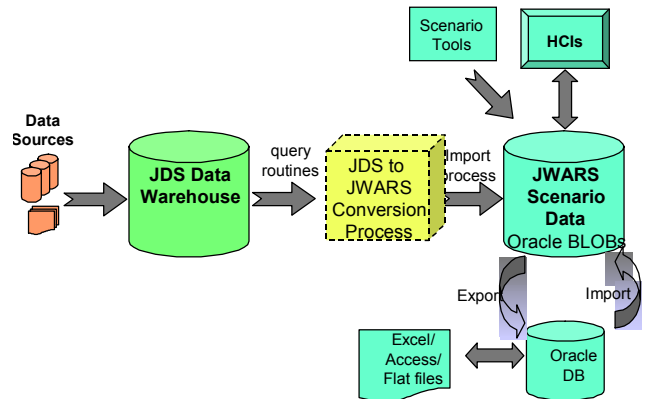 Scenario
Tools
HCIs
Data
Sources
JDS Data
Warehouse
query
routines
JDS to
JWARS
Conversion
Process
Import
process
JWARS
Scenario
Data
Oracle BLOBs
Export
Import
Excel/
Access/
Flat files
Oracle
DB